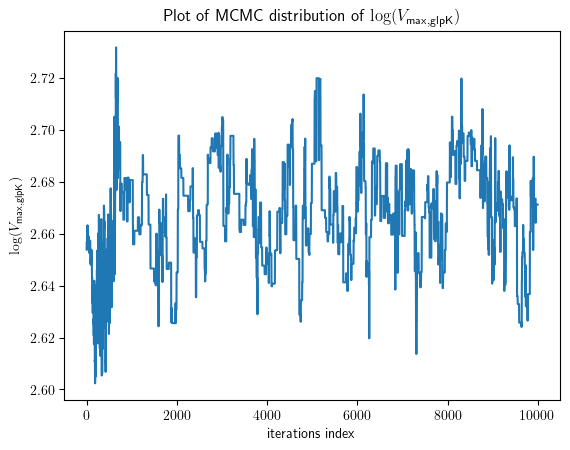 Plot of MCMC distribution of log(V_max,glpK)
log(V_max,glpK)
2.72
2.70
2.68
2.66
2.64
2.62
2.60
0 2000 4000 6000 8000 10000
iterations index